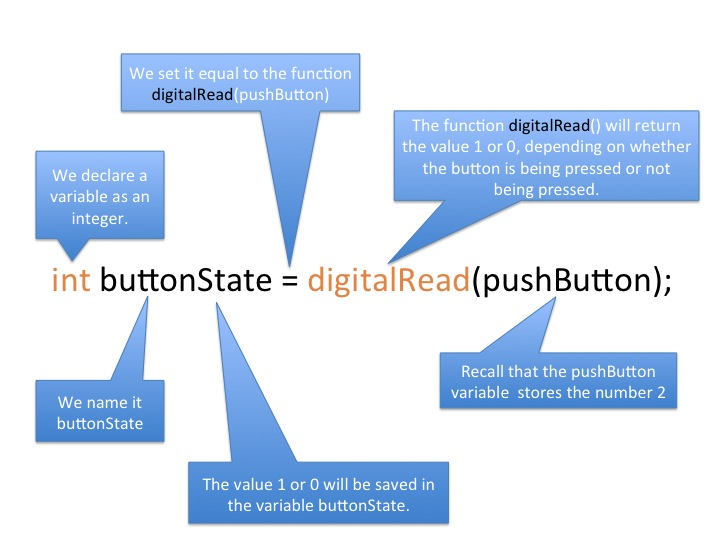 We set it equal to the function
digitalRead(pushButton)
The function digitalRead() will return
the value 1 or 0, depending on whether
the button is being pressed or not
being pressed.
We declare a
variable as an
integer.
int buttonState = digitalRead(pushButton);
We name it
buttonState
Recall that the pushButton
variable stores the number 2
The value 1 or 0 will be saved in
the variable buttonState.